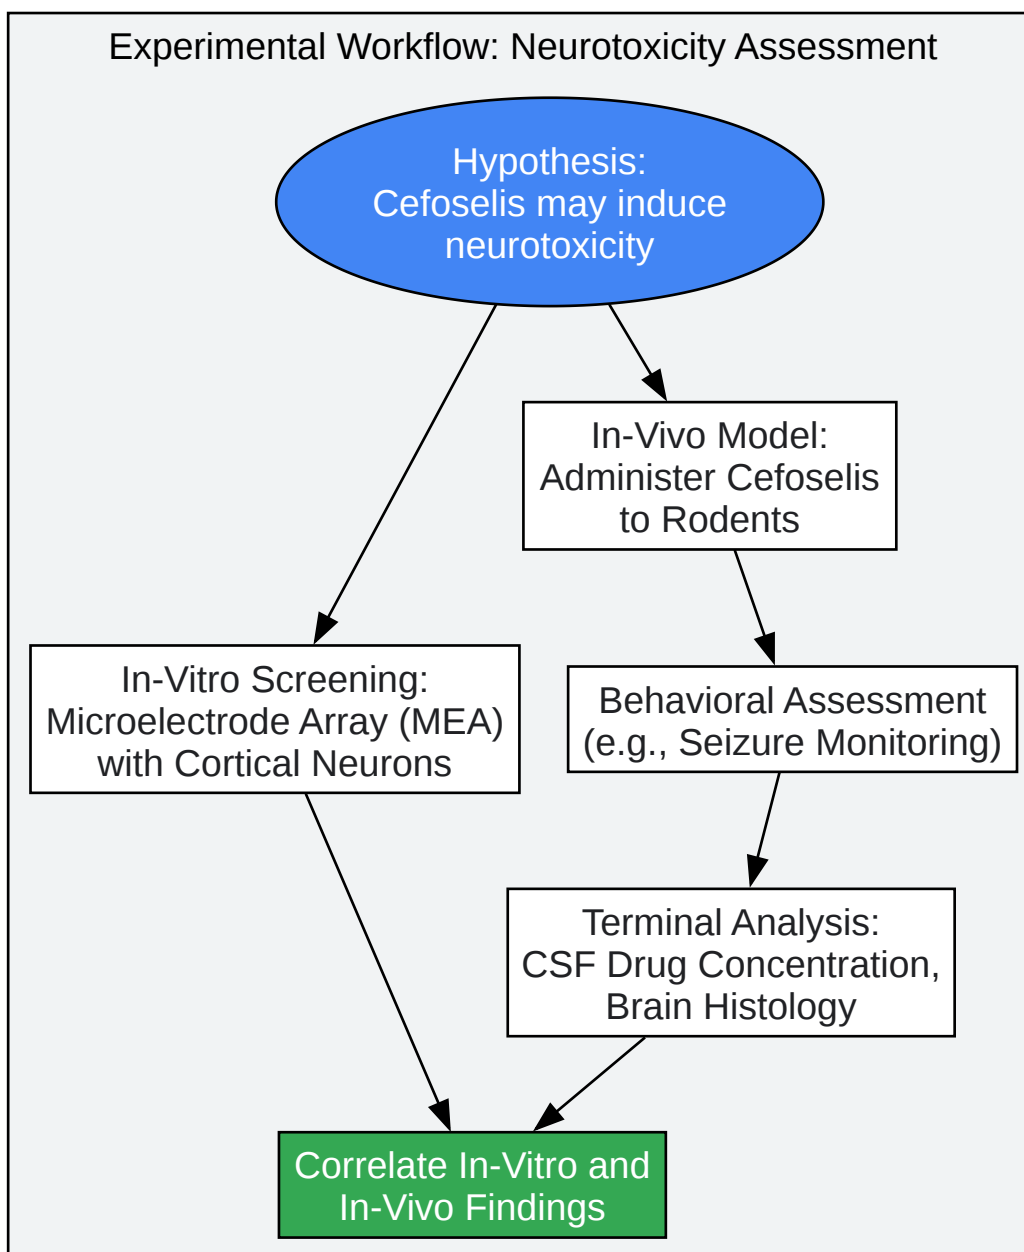 Experimental Workflow: Neurotoxicity Assessment
Hypothesis:
Cefoselis may induce
neurotoxicity
In-Vivo Model:
Administer Cefoselis
to Rodents
In-Vitro Screening:
Microelectrode Array (MEA)
with Cortical Neurons
Behavioral Assessment
(e.g., Seizure Monitoring)
Terminal Analysis:
CSF Drug Concentration,
Brain Histology
Correlate In-Vitro and
In-Vivo Findings